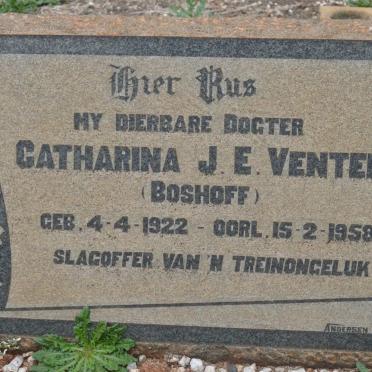 Hier Rus
MY DIERBARE DOGTER
CATHARINA J. E. VENTE
(BOSHOFF)
GEB. 4-4-1922 - OORL. 15-2-1958
SLAGOFFER VAN 'N TREINONGELUK
ANDERSEN